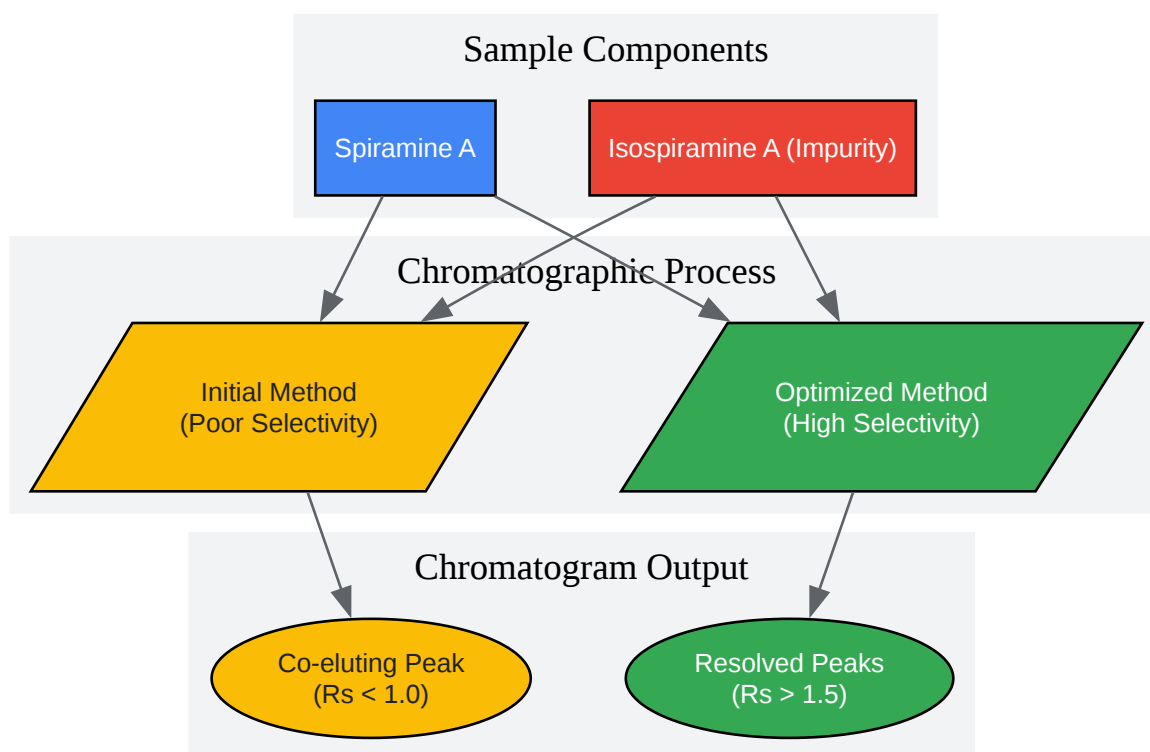 Sample Components
Spiramine A
Isospiramine A (Impurity)
Chromatographic Process
Initial Method
(Poor Selectivity)
Optimized Method
(High Selectivity)
Chromatogram Output
Co-eluting Peak
(Rs < 1.0)
Resolved Peaks
(Rs > 1.5)